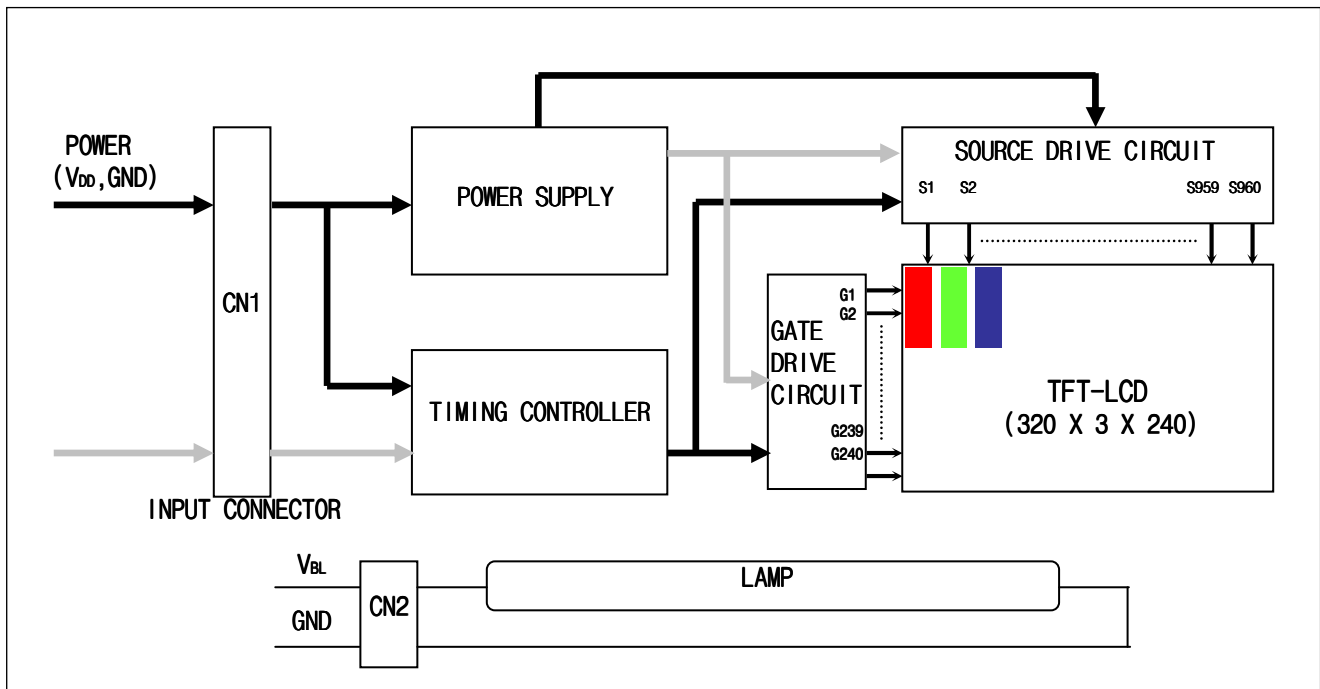 POWER
(VDD,GND)
CN1
INPUT CONNECTOR
POWER SUPPLY
TIMING CONTROLLER
SOURCE DRIVE CIRCUIT
S1 S2 S959 S960
G1
G2
GATE
DRIVE
CIRCUIT
G239
G240
TFT-LCD
(320 X 3 X 240)
VBL
GND
CN2
LAMP